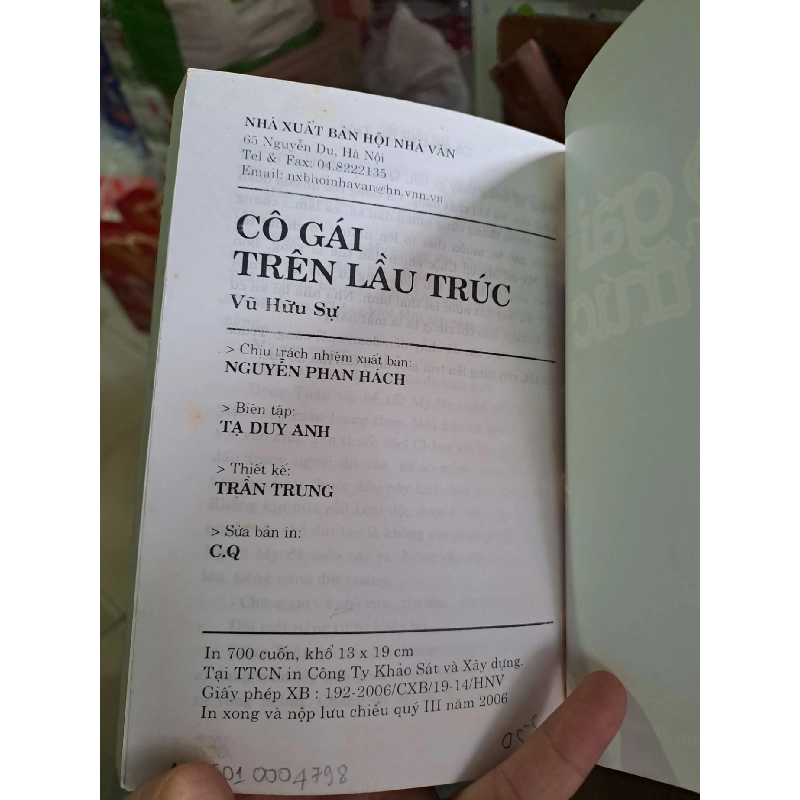 NHÀ XUẤT BẢN HỘI NHÀ VĂN
65 Nguyễn Du, Hà Nội
Tel & Fax: 04.8222135
Email: nxbhoinhavan@hn.vnn.vn
CÔ GÁI
TRÊN LẦU TRÚC
Vũ Hữu Sự
> Chịu trách nhiệm xuất bản:
NGUYỄN PHAN HÁCH
> Biên tập:
TẠ DUY ANH
> Thiết kế:
TRẦN TRUNG
> Sửa bản in:
C.Q
In 700 cuốn, khổ 13 x 19 cm
Tại TTCN in Công Ty Khảo Sát và Xây dựng.
Giấy phép XB : 192-2006/CXB/19-14/HNV
In xong và nộp lưu chiểu quý III năm 2006
501 0004798
gái
trúc